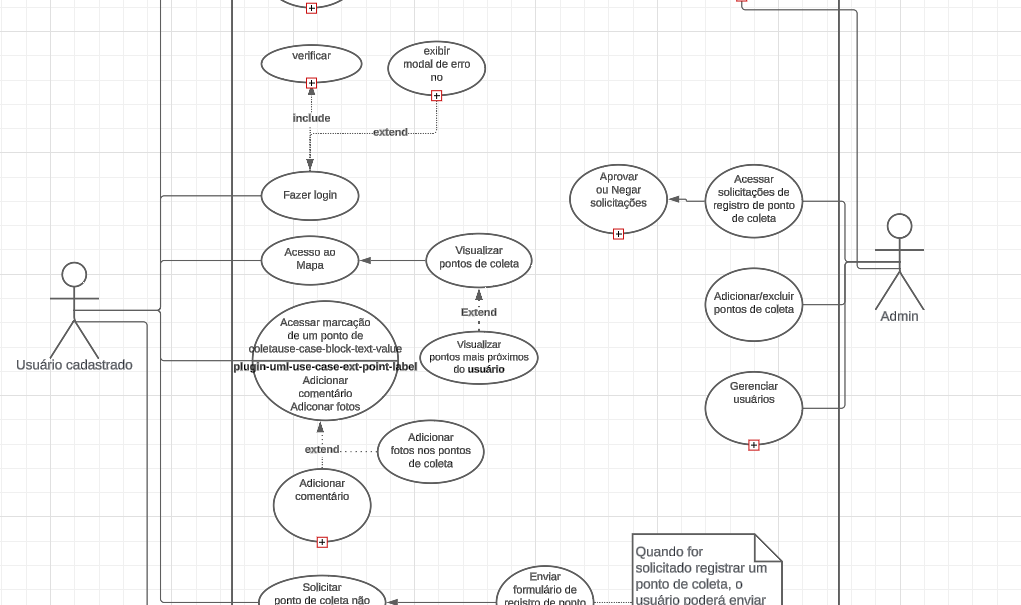 verificar
exibir
modal de erro
no
include
extend
Fazer login
Aprovar
ou Negar
solicitações
Acessar
solicitações de
registro de ponto
de coleta
Acesso ao
Mapa
Visualizar
pontos de coleta
Extend
Adicionar/excluir
pontos de coleta
Admin
Acessar marcação
de um ponto de
coletause-case-block-text-value
plugin-uml-use-case-ext-point-label
Adicionar
comentário
Adiconar fotos
Visualizar
pontos mais próximos
do usuário
Usuário cadastrado
Gerenciar
usuários
extend
Adicionar
fotos nos pontos
de coleta
Adicionar
comentário
Solicitar
ponto de coleta não
Enviar
formulário de
registro de ponto
Quando for
solicitado registrar um
ponto de coleta, o
usuário poderá enviar